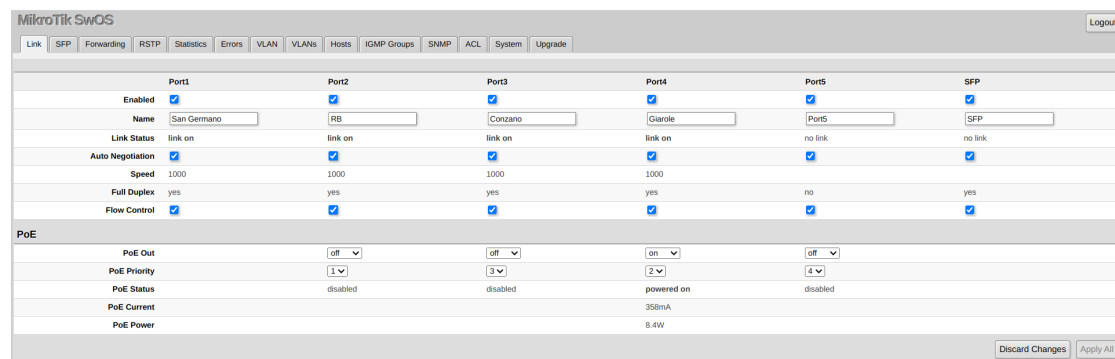 MikroTik SwOS
Logout
Link SFP Forwarding RSTP Statistics Errors VLAN VLANs Hosts IGMP Groups SNMP ACL System Upgrade
Port1 Port2 Port3 Port4 Port5 SFP
Enabled
Name San Germano RB Conzano Giarole Port5 SFP
Link Status link on link on link on link on no link no link
Auto Negotiation
Speed 1000 1000 1000 1000
Full Duplex yes yes yes yes no yes
Flow Control
PoE
PoE Out off off on off
PoE Priority 1 3 2 4
PoE Status disabled disabled powered on disabled
PoE Current 358mA
PoE Power 8.4W
Discard Changes Apply All